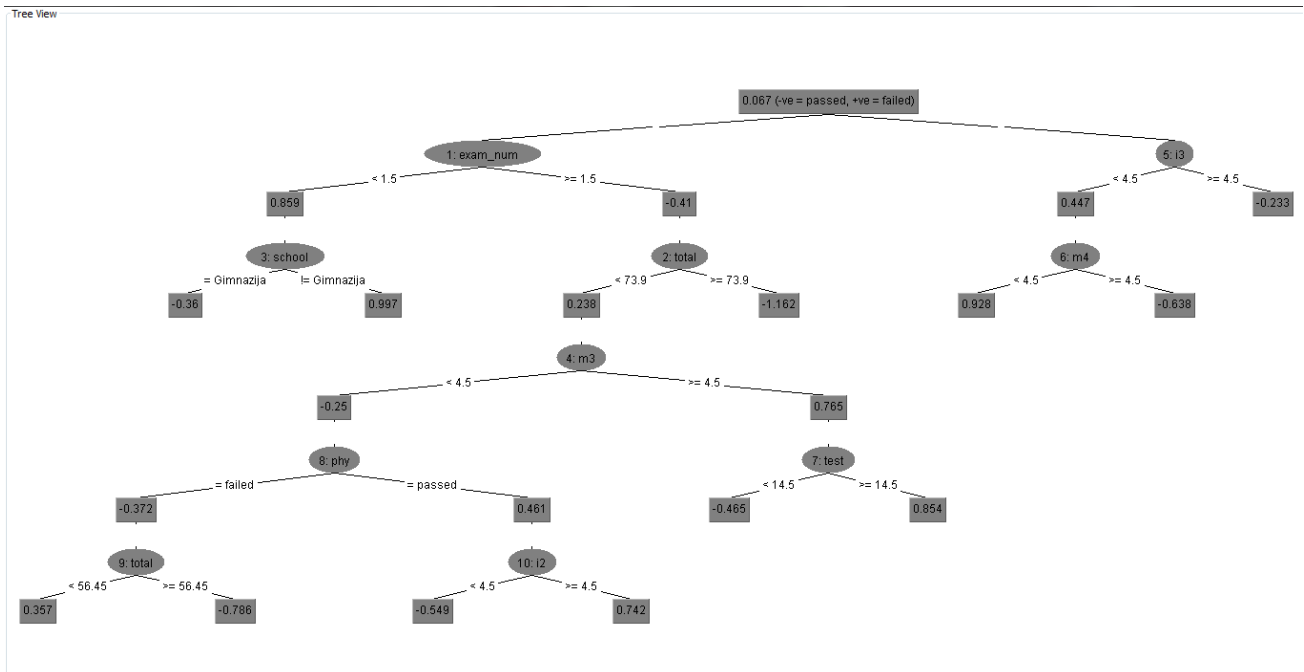 Tree View
0.067 (-ve = passed, +ve = failed)
1: exam_num
5: i3
< 1.5
>= 1.5
< 4.5
>= 4.5
0.859
-0.41
0.447
-0.233
3: school
2: total
6: m4
= Gimnazija
!= Gimnazija
< 73.9
>= 73.9
< 4.5
>= 4.5
-0.36
0.997
0.238
-1.162
0.928
-0.638
4: m3
< 4.5
>= 4.5
-0.25
0.765
8: phy
7: test
= failed
= passed
< 14.5
>= 14.5
-0.372
0.461
-0.465
0.854
9: total
10: i2
< 56.45
>= 56.45
< 4.5
>= 4.5
0.357
-0.786
-0.549
0.742